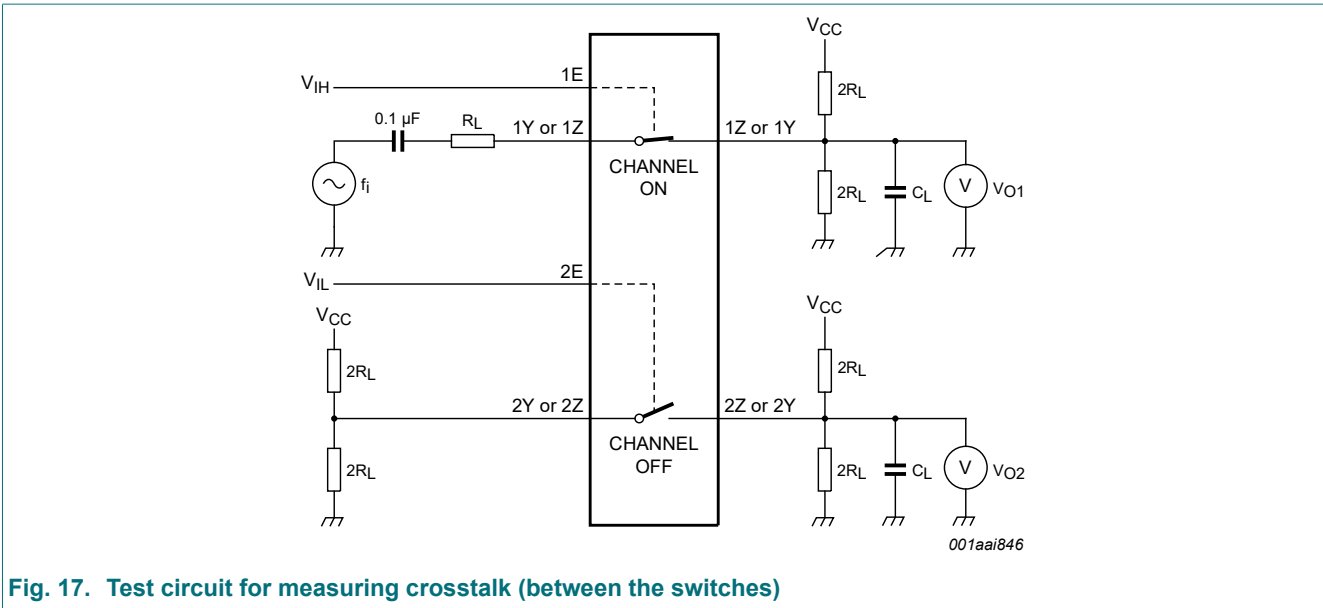 VCC
VIH
1E
2RL
0.1 µF
RL
1Y or 1Z
1Z or 1Y
CHANNEL
ON
fi
2RL
CL
V
VO1
VIL
2E
VCC
VCC
2RL
2RL
2Y or 2Z
2Z or 2Y
CHANNEL
OFF
2RL
2RL
CL
V
VO2
001aai846
Fig. 17. Test circuit for measuring crosstalk (between the switches)